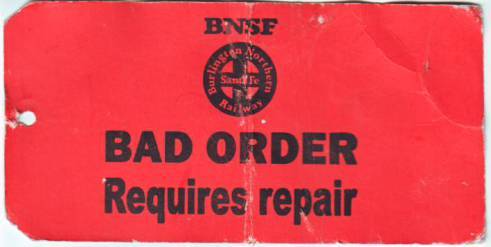 BNSF
Burlington Northern
Santa Fe
Railway
BAD ORDER
Requires repair